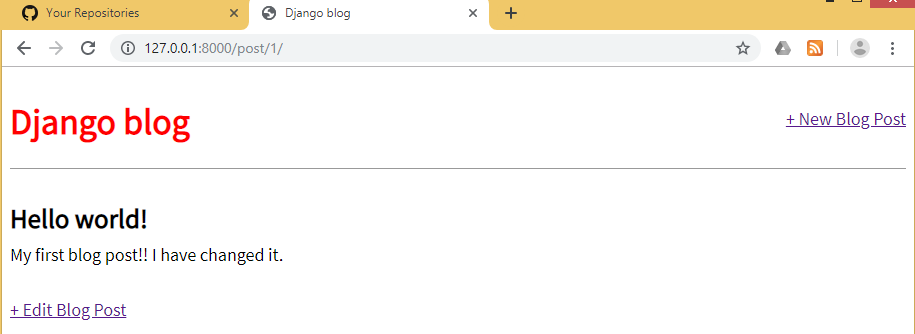 Your Repositories
Django blog
127.0.0.1:8000/post/1/
Django blog
+ New Blog Post
Hello world!
My first blog post!! I have changed it.
+ Edit Blog Post